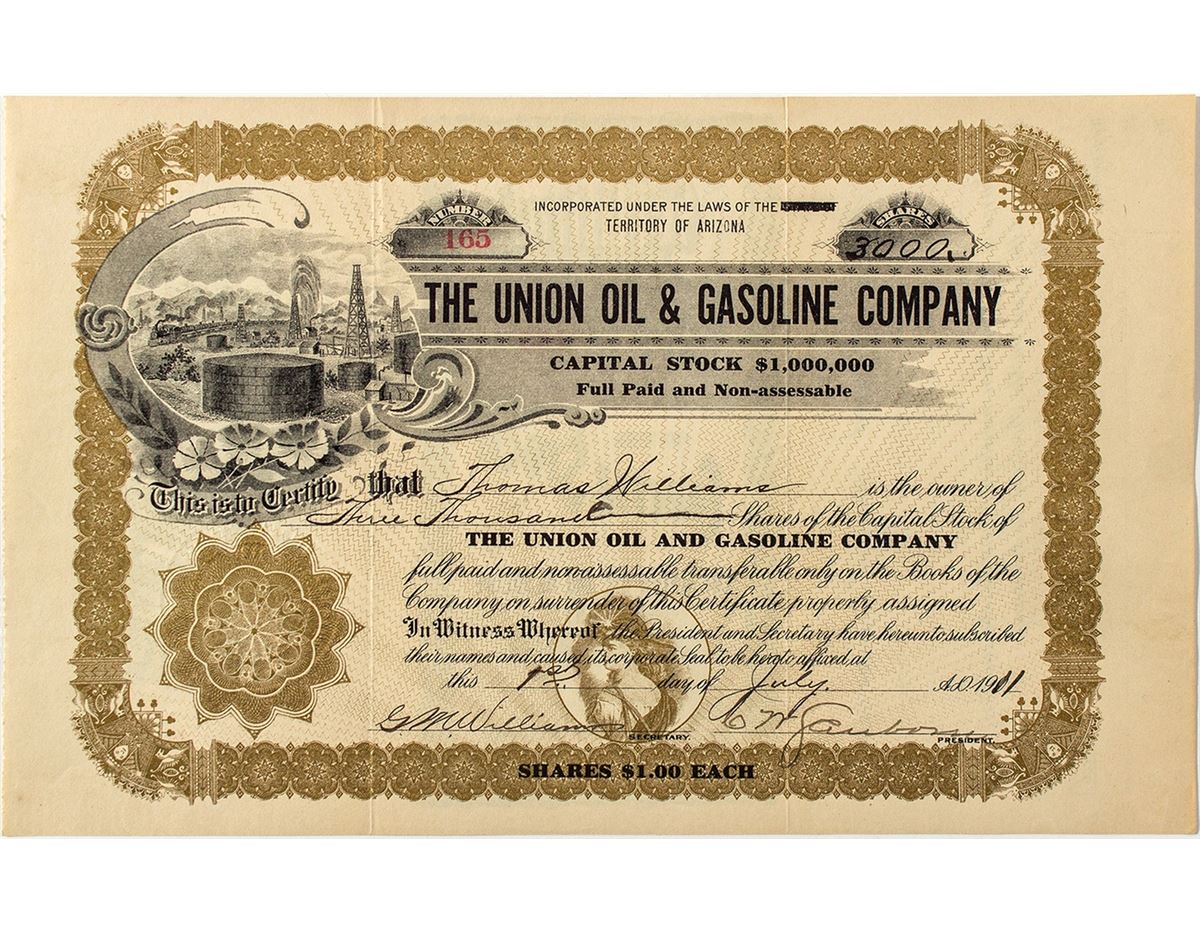 NUMBER
165
INCORPORATED UNDER THE LAWS OF THE
TERRITORY OF ARIZONA
SHARES
3000
THE UNION OIL & GASOLINE COMPANY
CAPITAL STOCK $1,000,000
Full Paid and Non-assessable
This is to Certify that Thomas Williams is the owner of
Three Thousand Shares of the Capital Stock of
THE UNION OIL AND GASOLINE COMPANY
full paid and non-assessable transferable only on the Books of the
Company on surrender of this Certificate properly assigned
In Witness Whereof the President and Secretary have hereunto subscribed
their names and caused its corporate Seal to be hereto affixed at
this 1st day of July. A.D. 1911
G M Williams
SECRETARY.
PRESIDENT.
SHARES $1.00 EACH